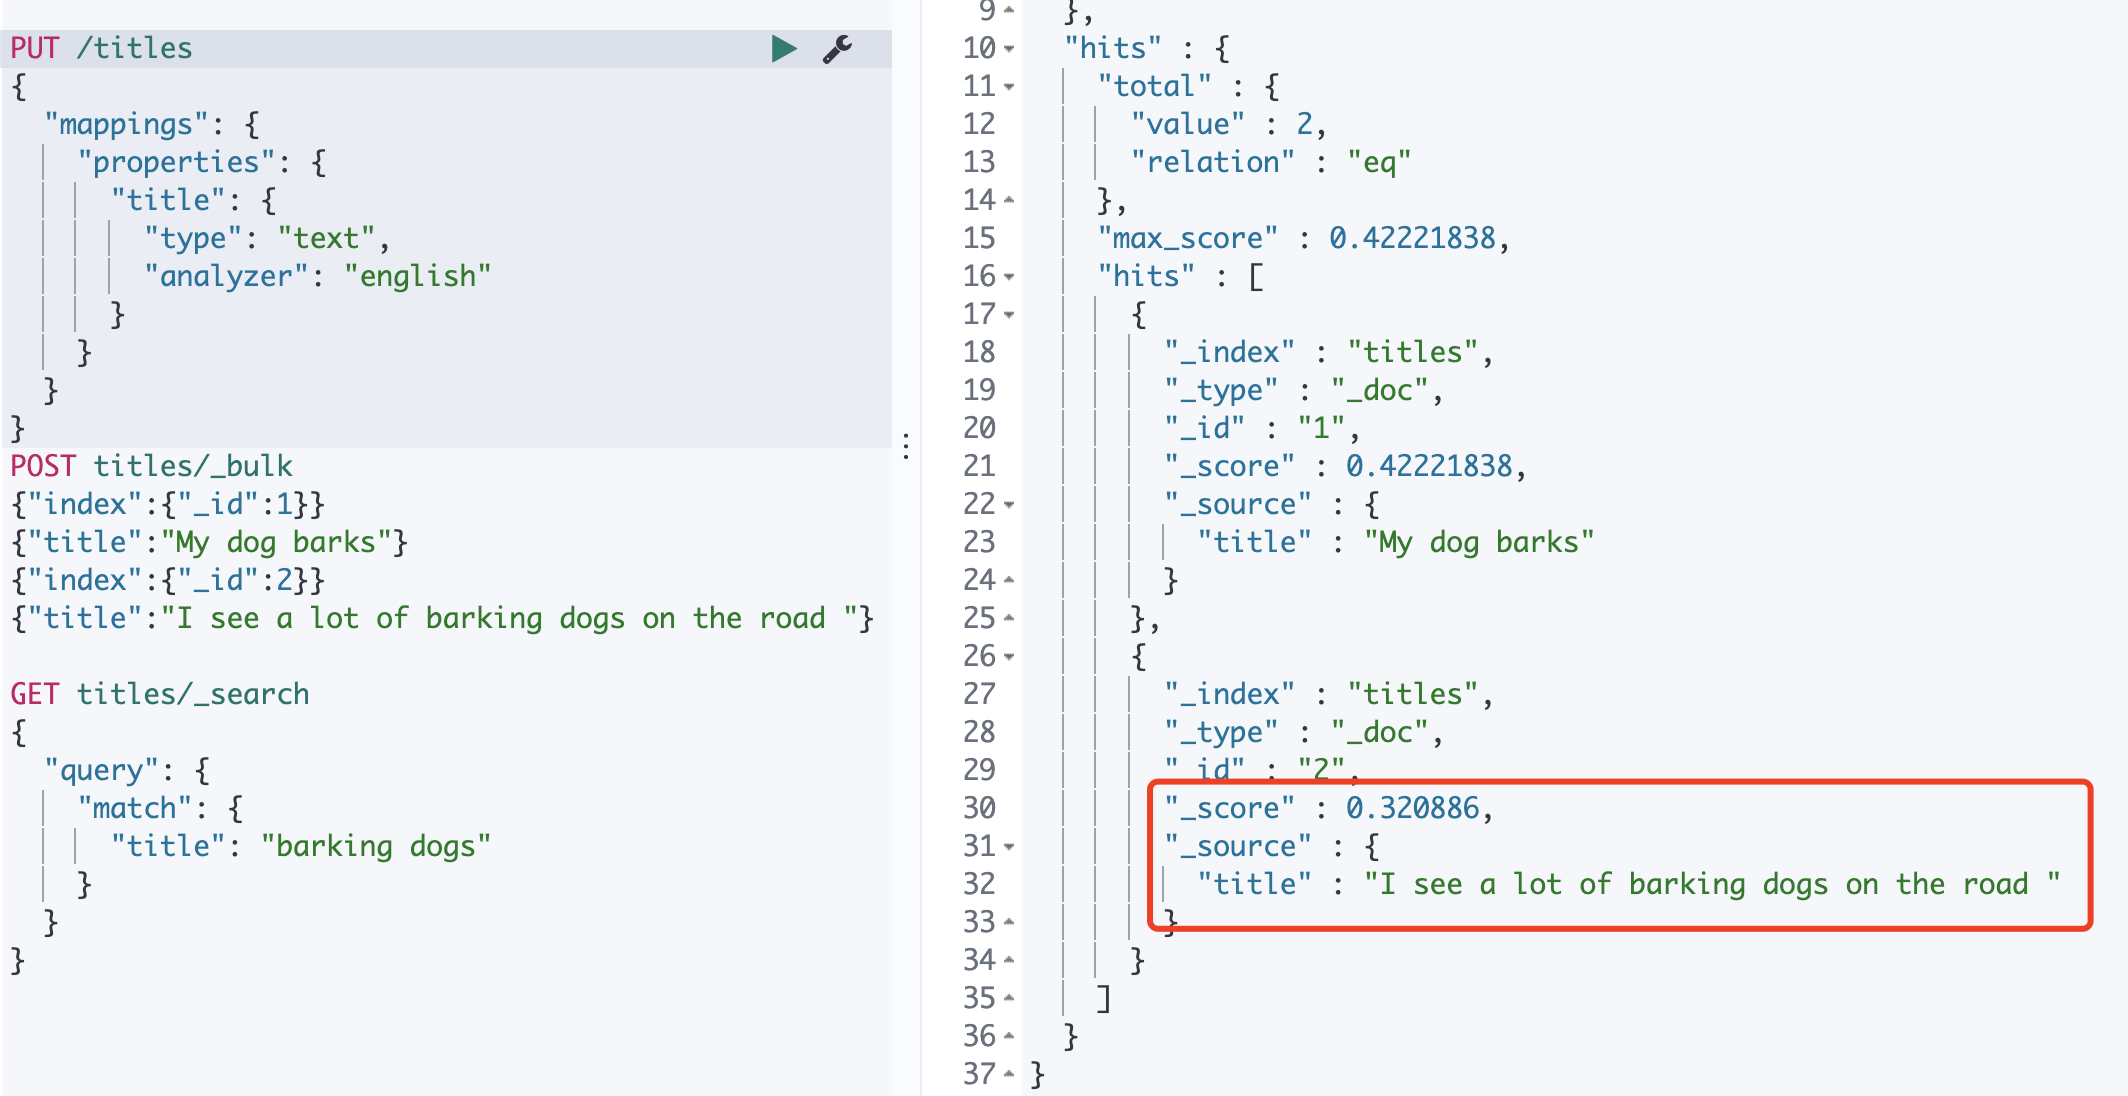 PUT /titles
{
  "mappings": {
    "properties": {
      "title": {
        "type": "text",
        "analyzer": "english"
      }
    }
  }
}
POST titles/_bulk
{"index":{"_id":1}}
{"title":"My dog barks"}
{"index":{"_id":2}}
{"title":"I see a lot of barking dogs on the road "}
GET titles/_search
{
  "query": {
    "match": {
      "title": "barking dogs"
    }
  }
}
9 },
10 "hits" : {
11 "total" : {
12 "value" : 2,
13 "relation" : "eq"
14 },
15 "max_score" : 0.42221838,
16 "hits" : [
17 {
18 "_index" : "titles",
19 "_type" : "_doc",
20 "_id" : "1",
21 "_score" : 0.42221838,
22 "_source" : {
23 "title" : "My dog barks"
24 }
25 },
26 {
27 "_index" : "titles",
28 "_type" : "_doc",
29 "_id" : "2",
30 "_score" : 0.320886,
31 "_source" : {
32 "title" : "I see a lot of barking dogs on the road "
33 }
34 }
35 ]
36 }
37 }